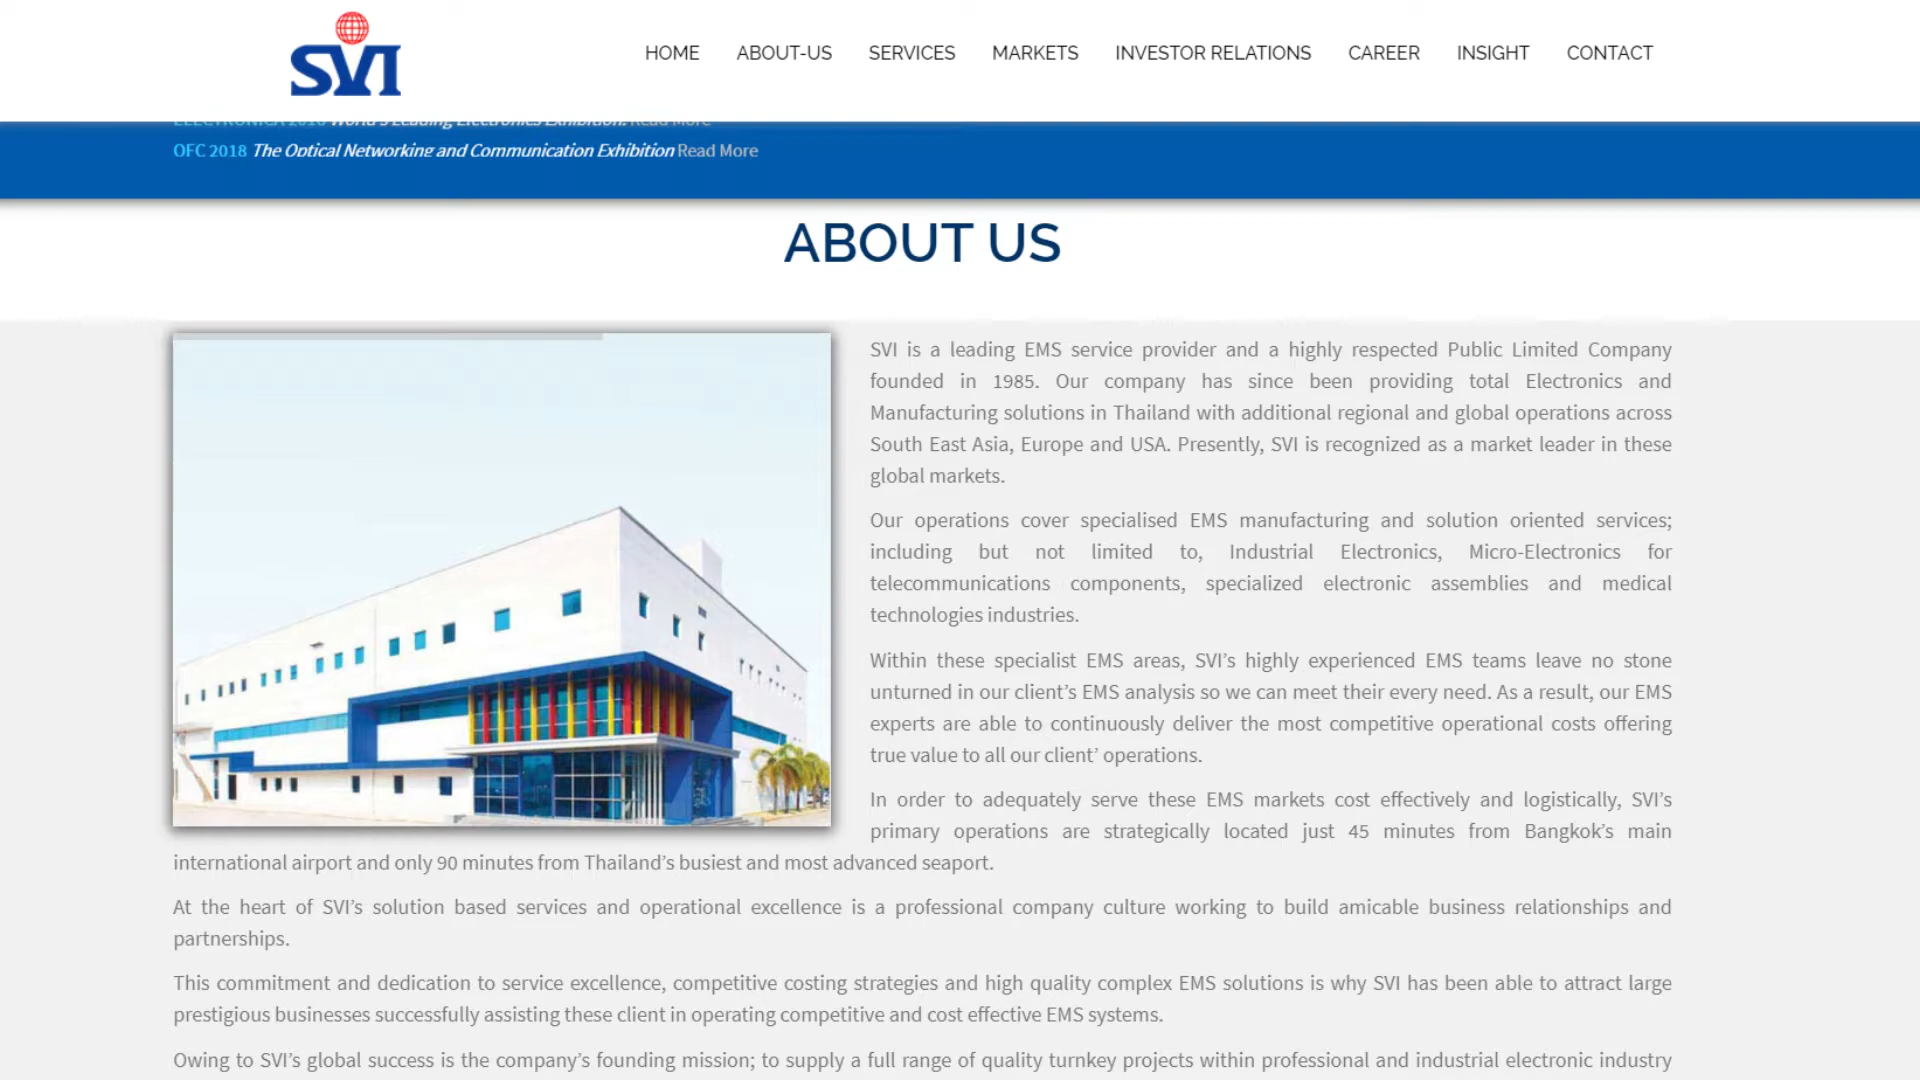 SVI
HOME ABOUT-US SERVICES MARKETS INVESTOR RELATIONS CAREER INSIGHT CONTACT
ELECTRONICA 2018 World's Leading Electronics Exhibition. Read More
OFC 2018 The Optical Networking and Communication Exhibition Read More
ABOUT US
SVI is a leading EMS service provider and a highly respected Public Limited Company
founded in 1985. Our company has since been providing total Electronics and
Manufacturing solutions in Thailand with additional regional and global operations across
South East Asia, Europe and USA. Presently, SVI is recognized as a market leader in these
global markets.
Our operations cover specialised EMS manufacturing and solution oriented services;
including but not limited to, Industrial Electronics, Micro-Electronics for
telecommunications components, specialized electronic assemblies and medical
technologies industries.
Within these specialist EMS areas, SVI’s highly experienced EMS teams leave no stone
unturned in our client’s EMS analysis so we can meet their every need. As a result, our EMS
experts are able to continuously deliver the most competitive operational costs offering
true value to all our client’ operations.
In order to adequately serve these EMS markets cost effectively and logistically, SVI’s
primary operations are strategically located just 45 minutes from Bangkok’s main
international airport and only 90 minutes from Thailand’s busiest and most advanced seaport.
At the heart of SVI’s solution based services and operational excellence is a professional company culture working to build amicable business relationships and
partnerships.
This commitment and dedication to service excellence, competitive costing strategies and high quality complex EMS solutions is why SVI has been able to attract large
prestigious businesses successfully assisting these client in operating competitive and cost effective EMS systems.
Owing to SVI’s global success is the company’s founding mission; to supply a full range of quality turnkey projects within professional and industrial electronic industry